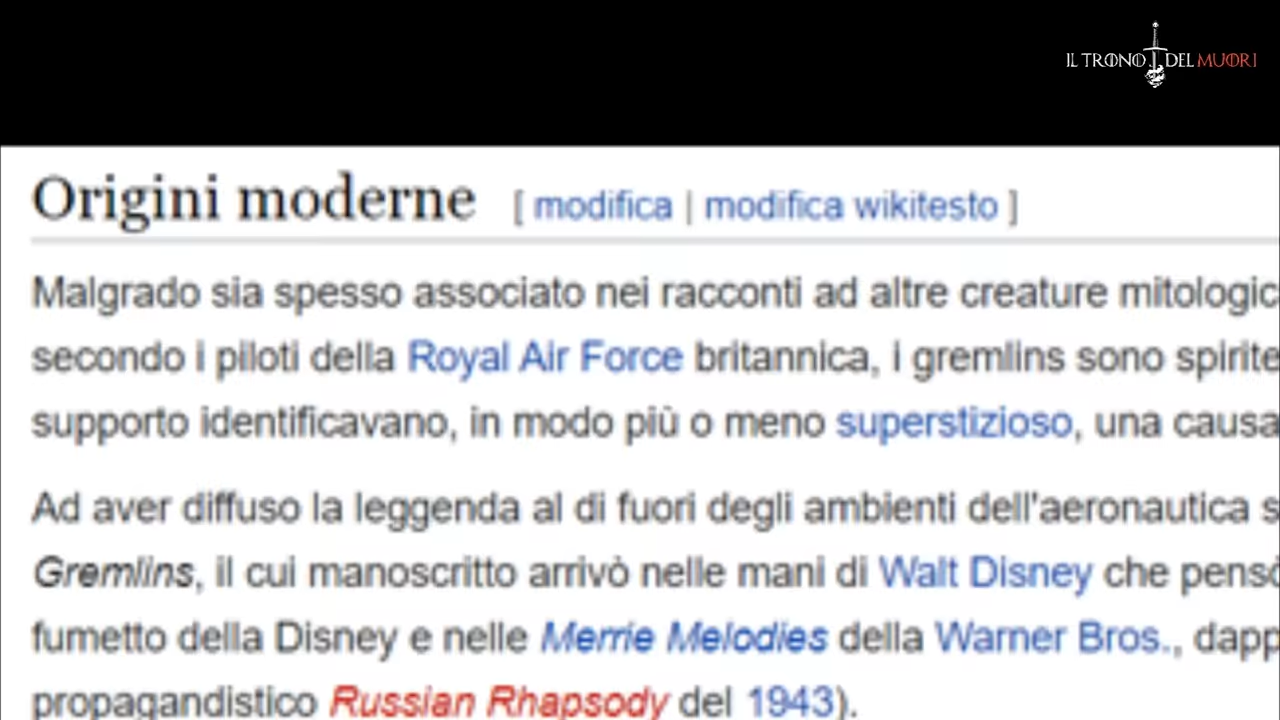 IL TRONO DEL MUORI
Origini moderne [ modifica | modifica wikitesto ]
Malgrado sia spesso associato nei racconti ad altre creature mitologic
secondo i piloti della Royal Air Force britannica, i gremlins sono spirite
supporto identificavano, in modo più o meno superstizioso, una causa
Ad aver diffuso la leggenda al di fuori degli ambienti dell'aeronautica s
Gremlins, il cui manoscritto arrivò nelle mani di Walt Disney che pensò
fumetto della Disney e nelle Merrie Melodies della Warner Bros., dapp
propagandistico Russian Rhapsody del 1943).